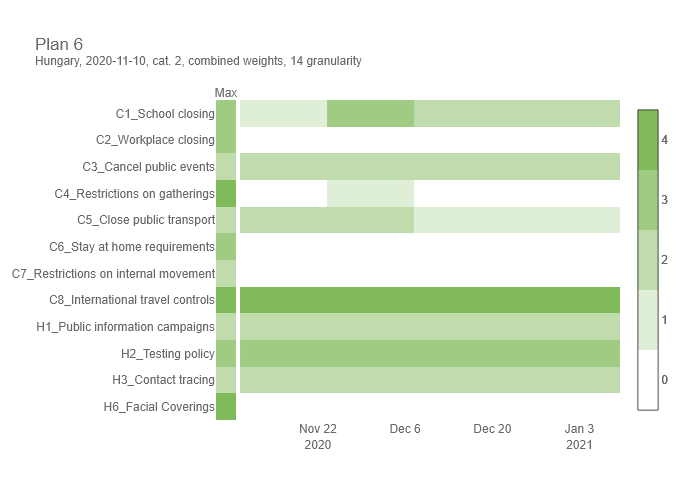 Plan 6
Hungary, 2020-11-10, cat. 2, combined weights, 14 granularity
Max
C1_School closing
C2_Workplace closing
C3_Cancel public events
C4_Restrictions on gatherings
C5_Close public transport
C6_Stay at home requirements
C7_Restrictions on internal movement
C8_International travel controls
H1_Public information campaigns
H2_Testing policy
H3_Contact tracing
H6_Facial Coverings
Nov 22 Dec 6 Dec 20 Jan 3
2020 2021
4
3
2
1
0